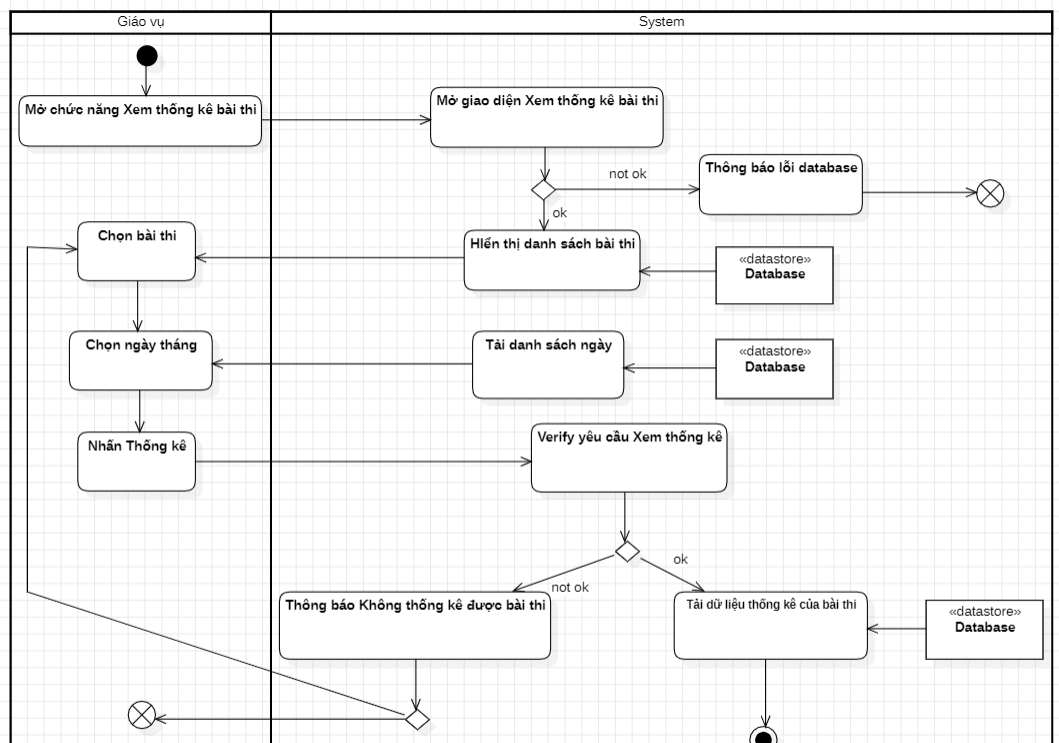 Giáo vụ
System
Mở chức năng Xem thống kê bài thi
Mở giao diện Xem thống kê bài thi
not ok
Thông báo lỗi database
ok
Chọn bài thi
HIển thị danh sách bài thi
«datastore»
Database
Chọn ngày tháng
Tải danh sách ngày
«datastore»
Database
Nhấn Thống kê
Verify yêu cầu Xem thống kê
ok
not ok
Thông báo Không thống kê được bài thi
Tải dữ liệu thống kê của bài thi
«datastore»
Database